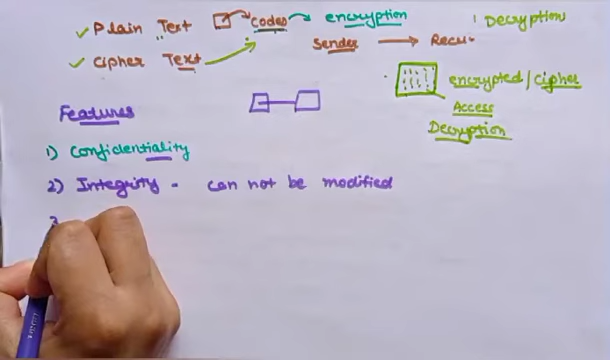 ✓ Plain Text codes encryption
! Decryption
✓ Cipher Text
Sender → Reciev
encrypted / cipher
Access
Decryption
Features
1) Confidentiality
2) Integrity - can not be modified
3